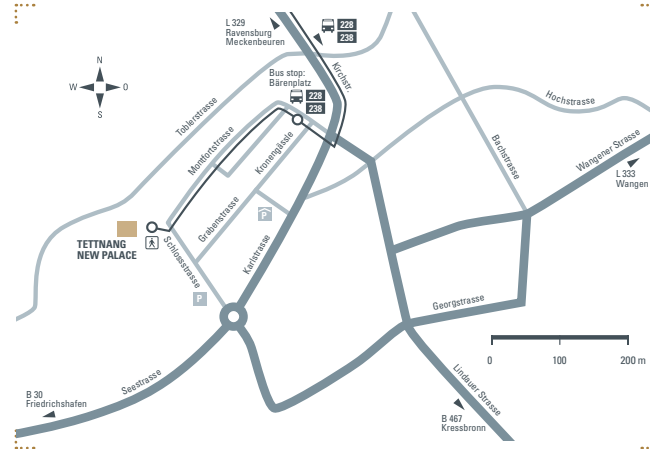 L 329
Ravensburg
Meckenbeuren
228
238
Kirchstr.
N
W
O
S
Bus stop:
Bärenplatz
228
238
Toblerstrasse
Montfortstrasse
Kronengässle
Hochstrasse
Bachstrasse
Wangener Strasse
L 333
Wangen
Grabenstrasse
P
Karlstrasse
Schlossstrasse
TETTNANG
NEW PALACE
P
Georgstrasse
0
100
200 m
Seestrasse
Lindauer Strasse
B 30
Friedrichshafen
B 467
Kressbronn